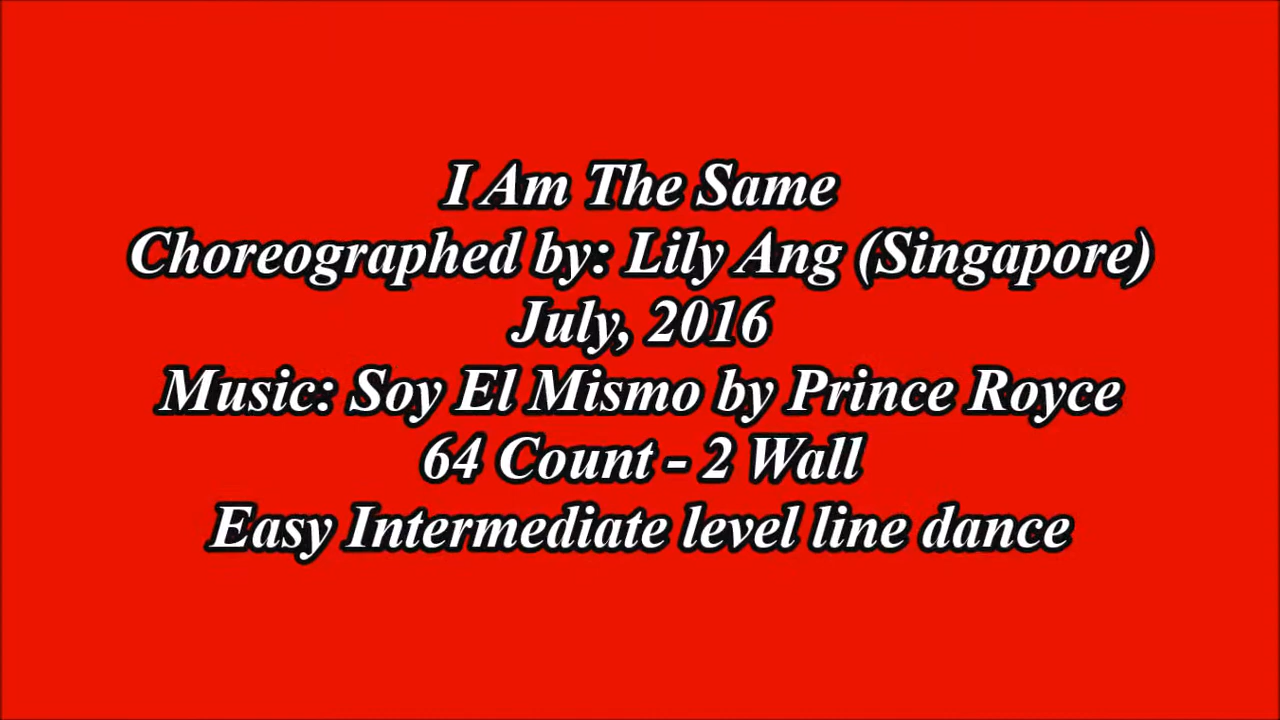 I Am The Same
Choreographed by: Lily Ang (Singapore)
July, 2016
Music: Soy El Mismo by Prince Royce
64 Count - 2 Wall
Easy Intermediate level line dance